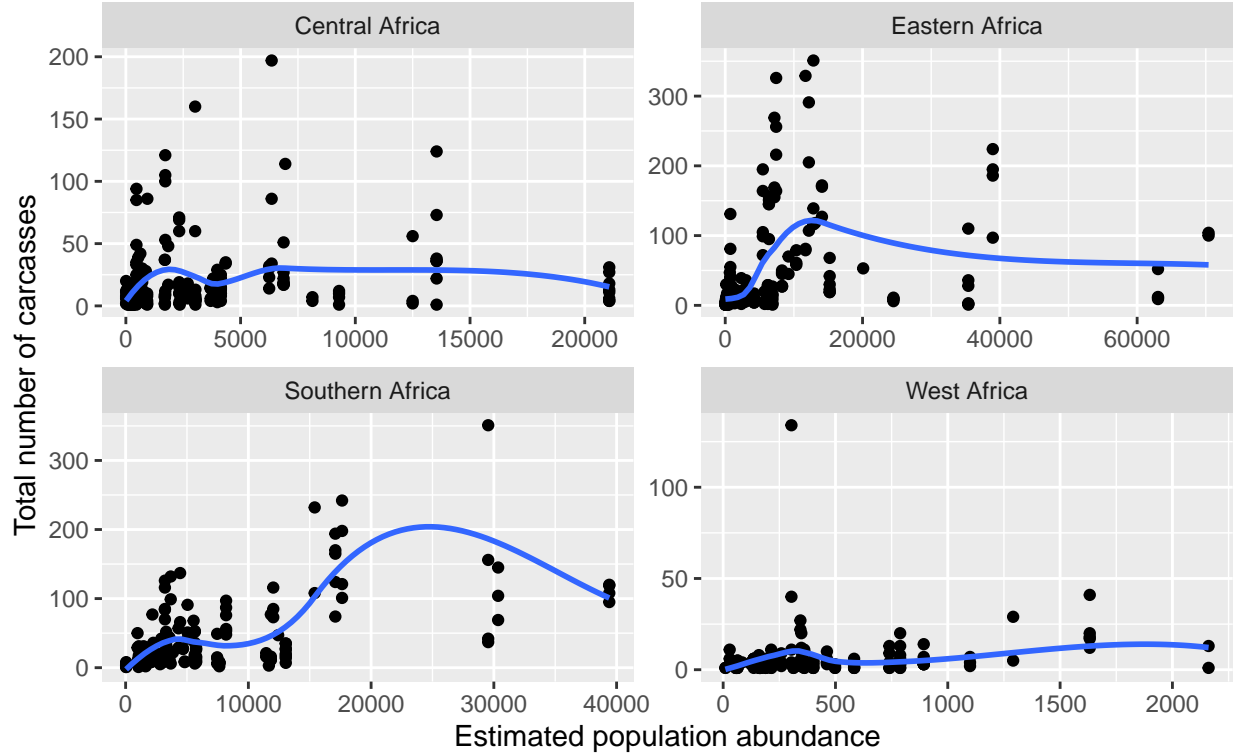 Central Africa
Eastern Africa
200
150
100
50
0
0 5000 10000 15000 20000
300
200
100
0
0 20000 40000 60000
Southern Africa
West Africa
300
200
100
0
0 10000 20000 30000 40000
100
50
0
0 500 1000 1500 2000
Total number of carcasses
Estimated population abundance